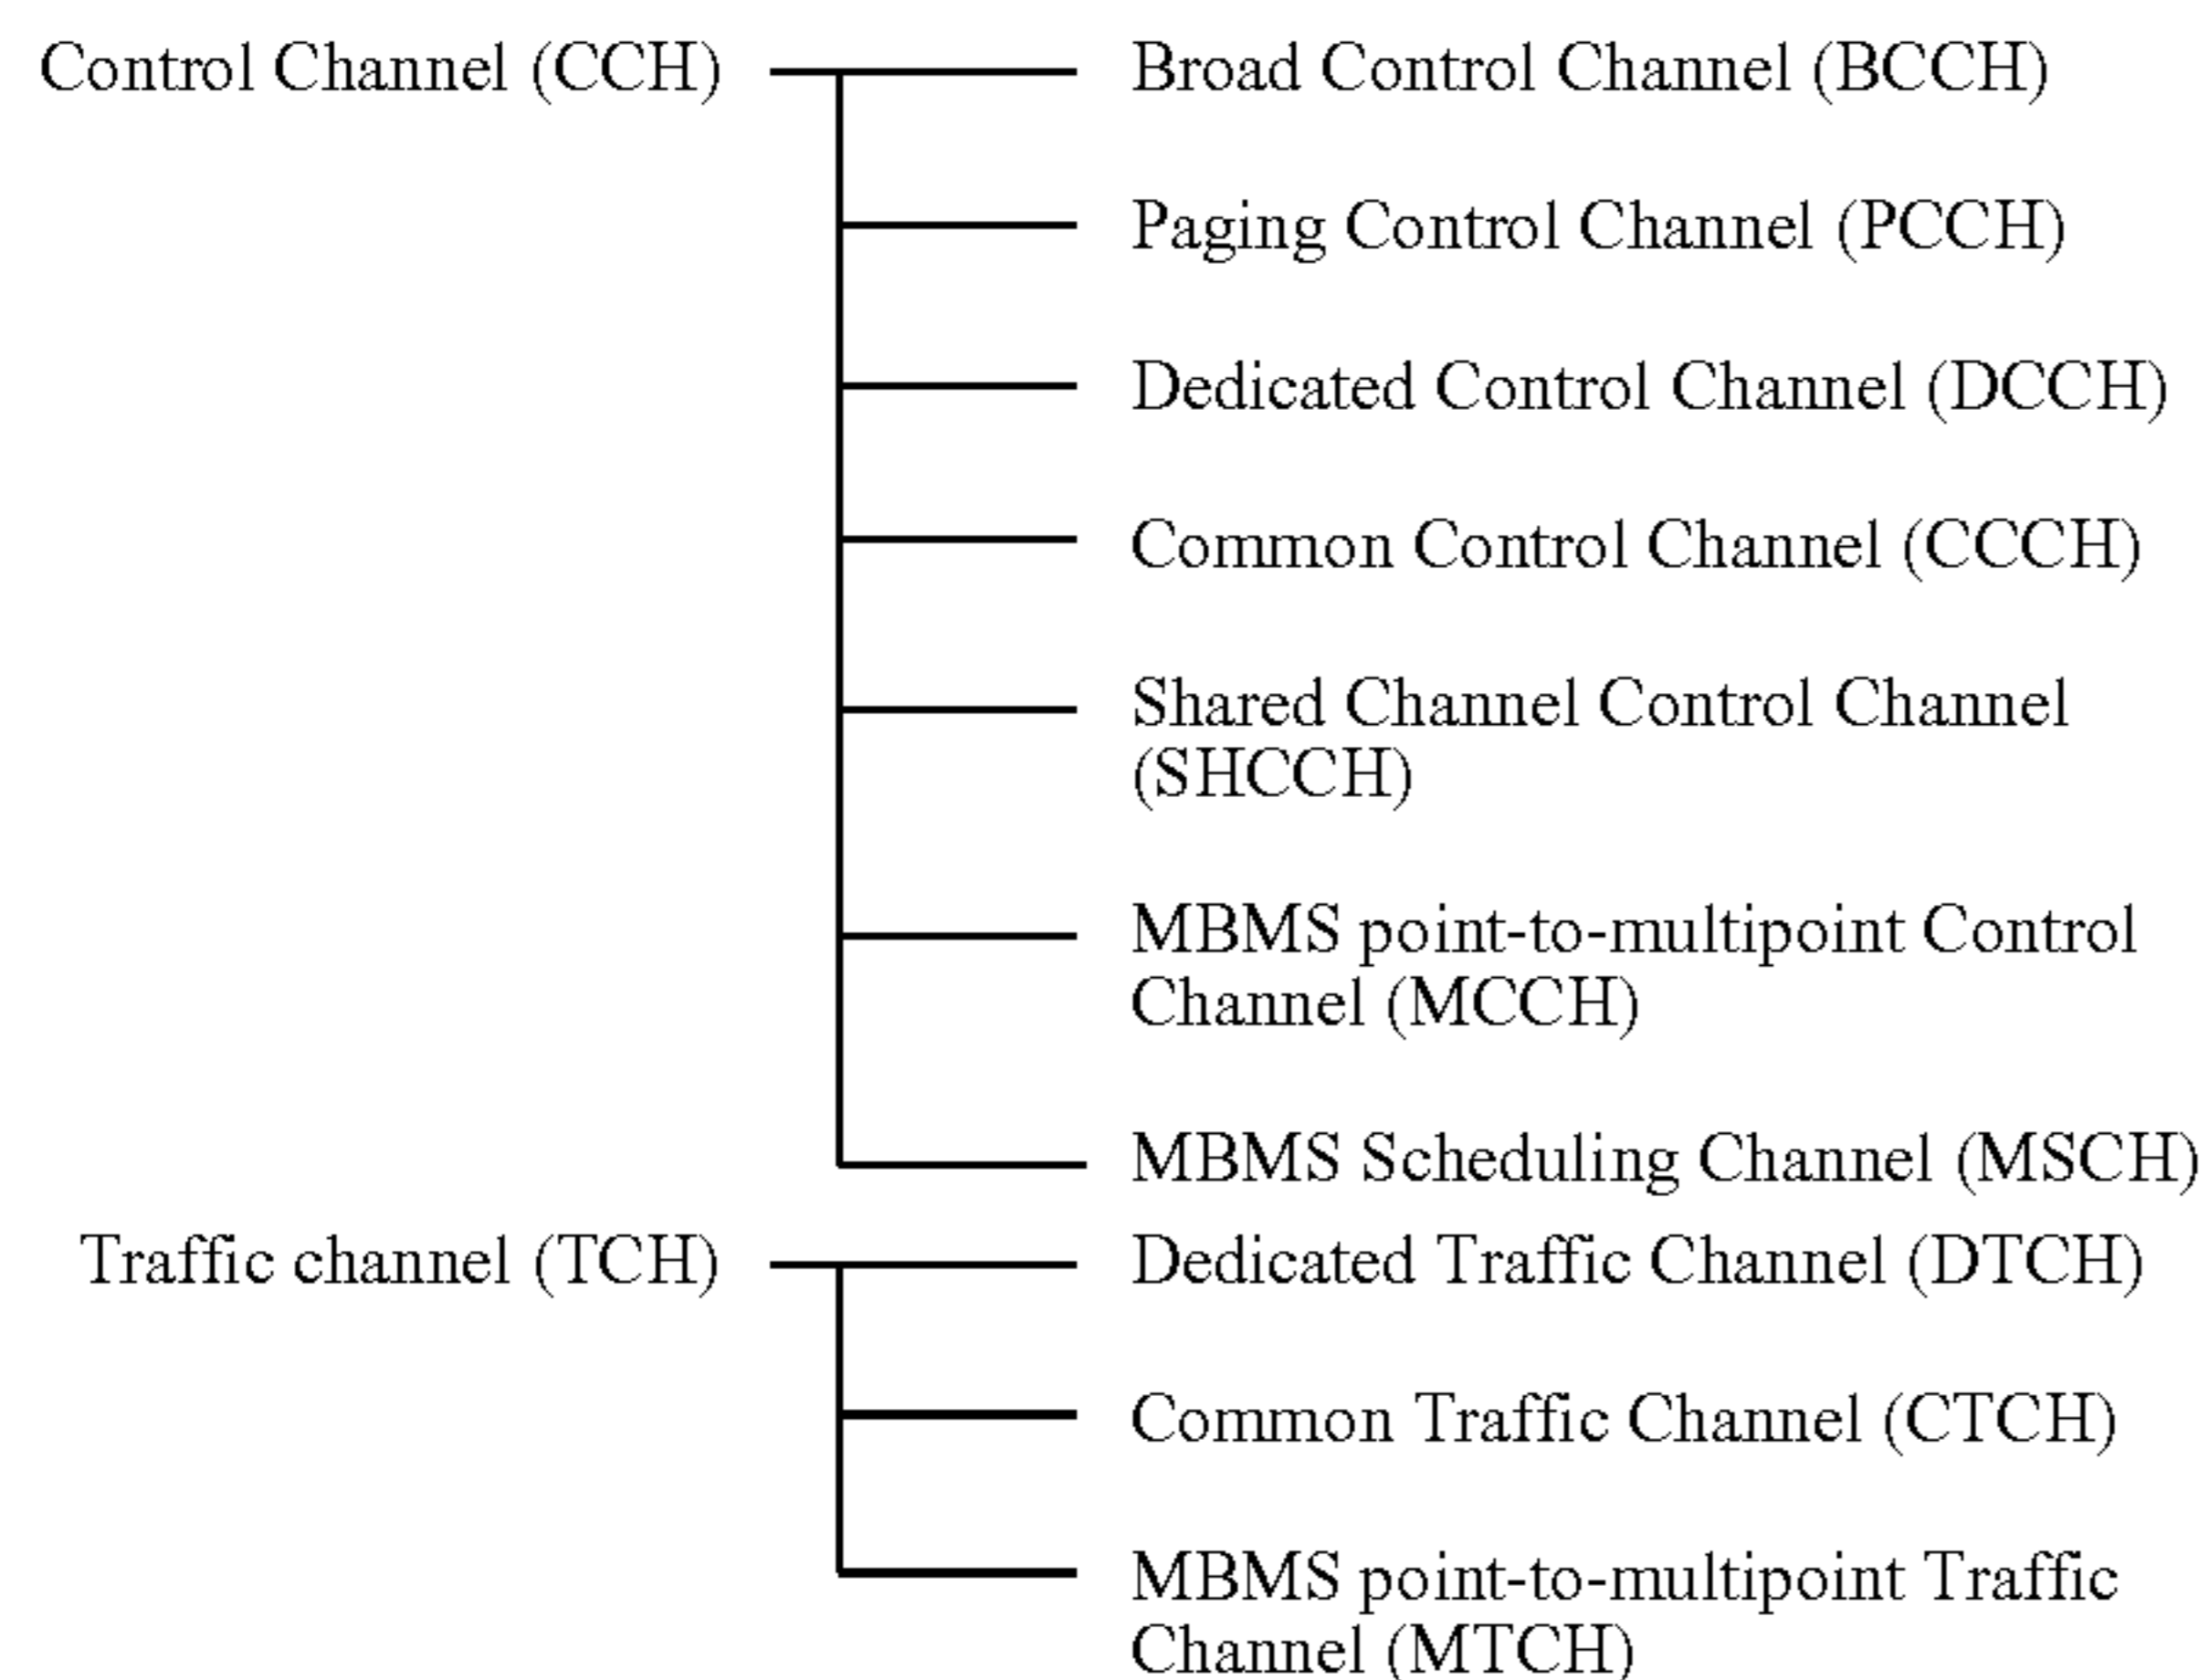 Control Channel (CCH)
Broad Control Channel (BCCH)
Paging Control Channel (PCCH)
Dedicated Control Channel (DCCH)
Common Control Channel (CCCH)
Shared Channel Control Channel
(SHCCH)
MBMS point-to-multipoint Control
Channel (MCCH)
MBMS Scheduling Channel (MSCH)
Traffic channel (TCH)
Dedicated Traffic Channel (DTCH)
Common Traffic Channel (CTCH)
MBMS point-to-multipoint Traffic
Channel (MTCH)